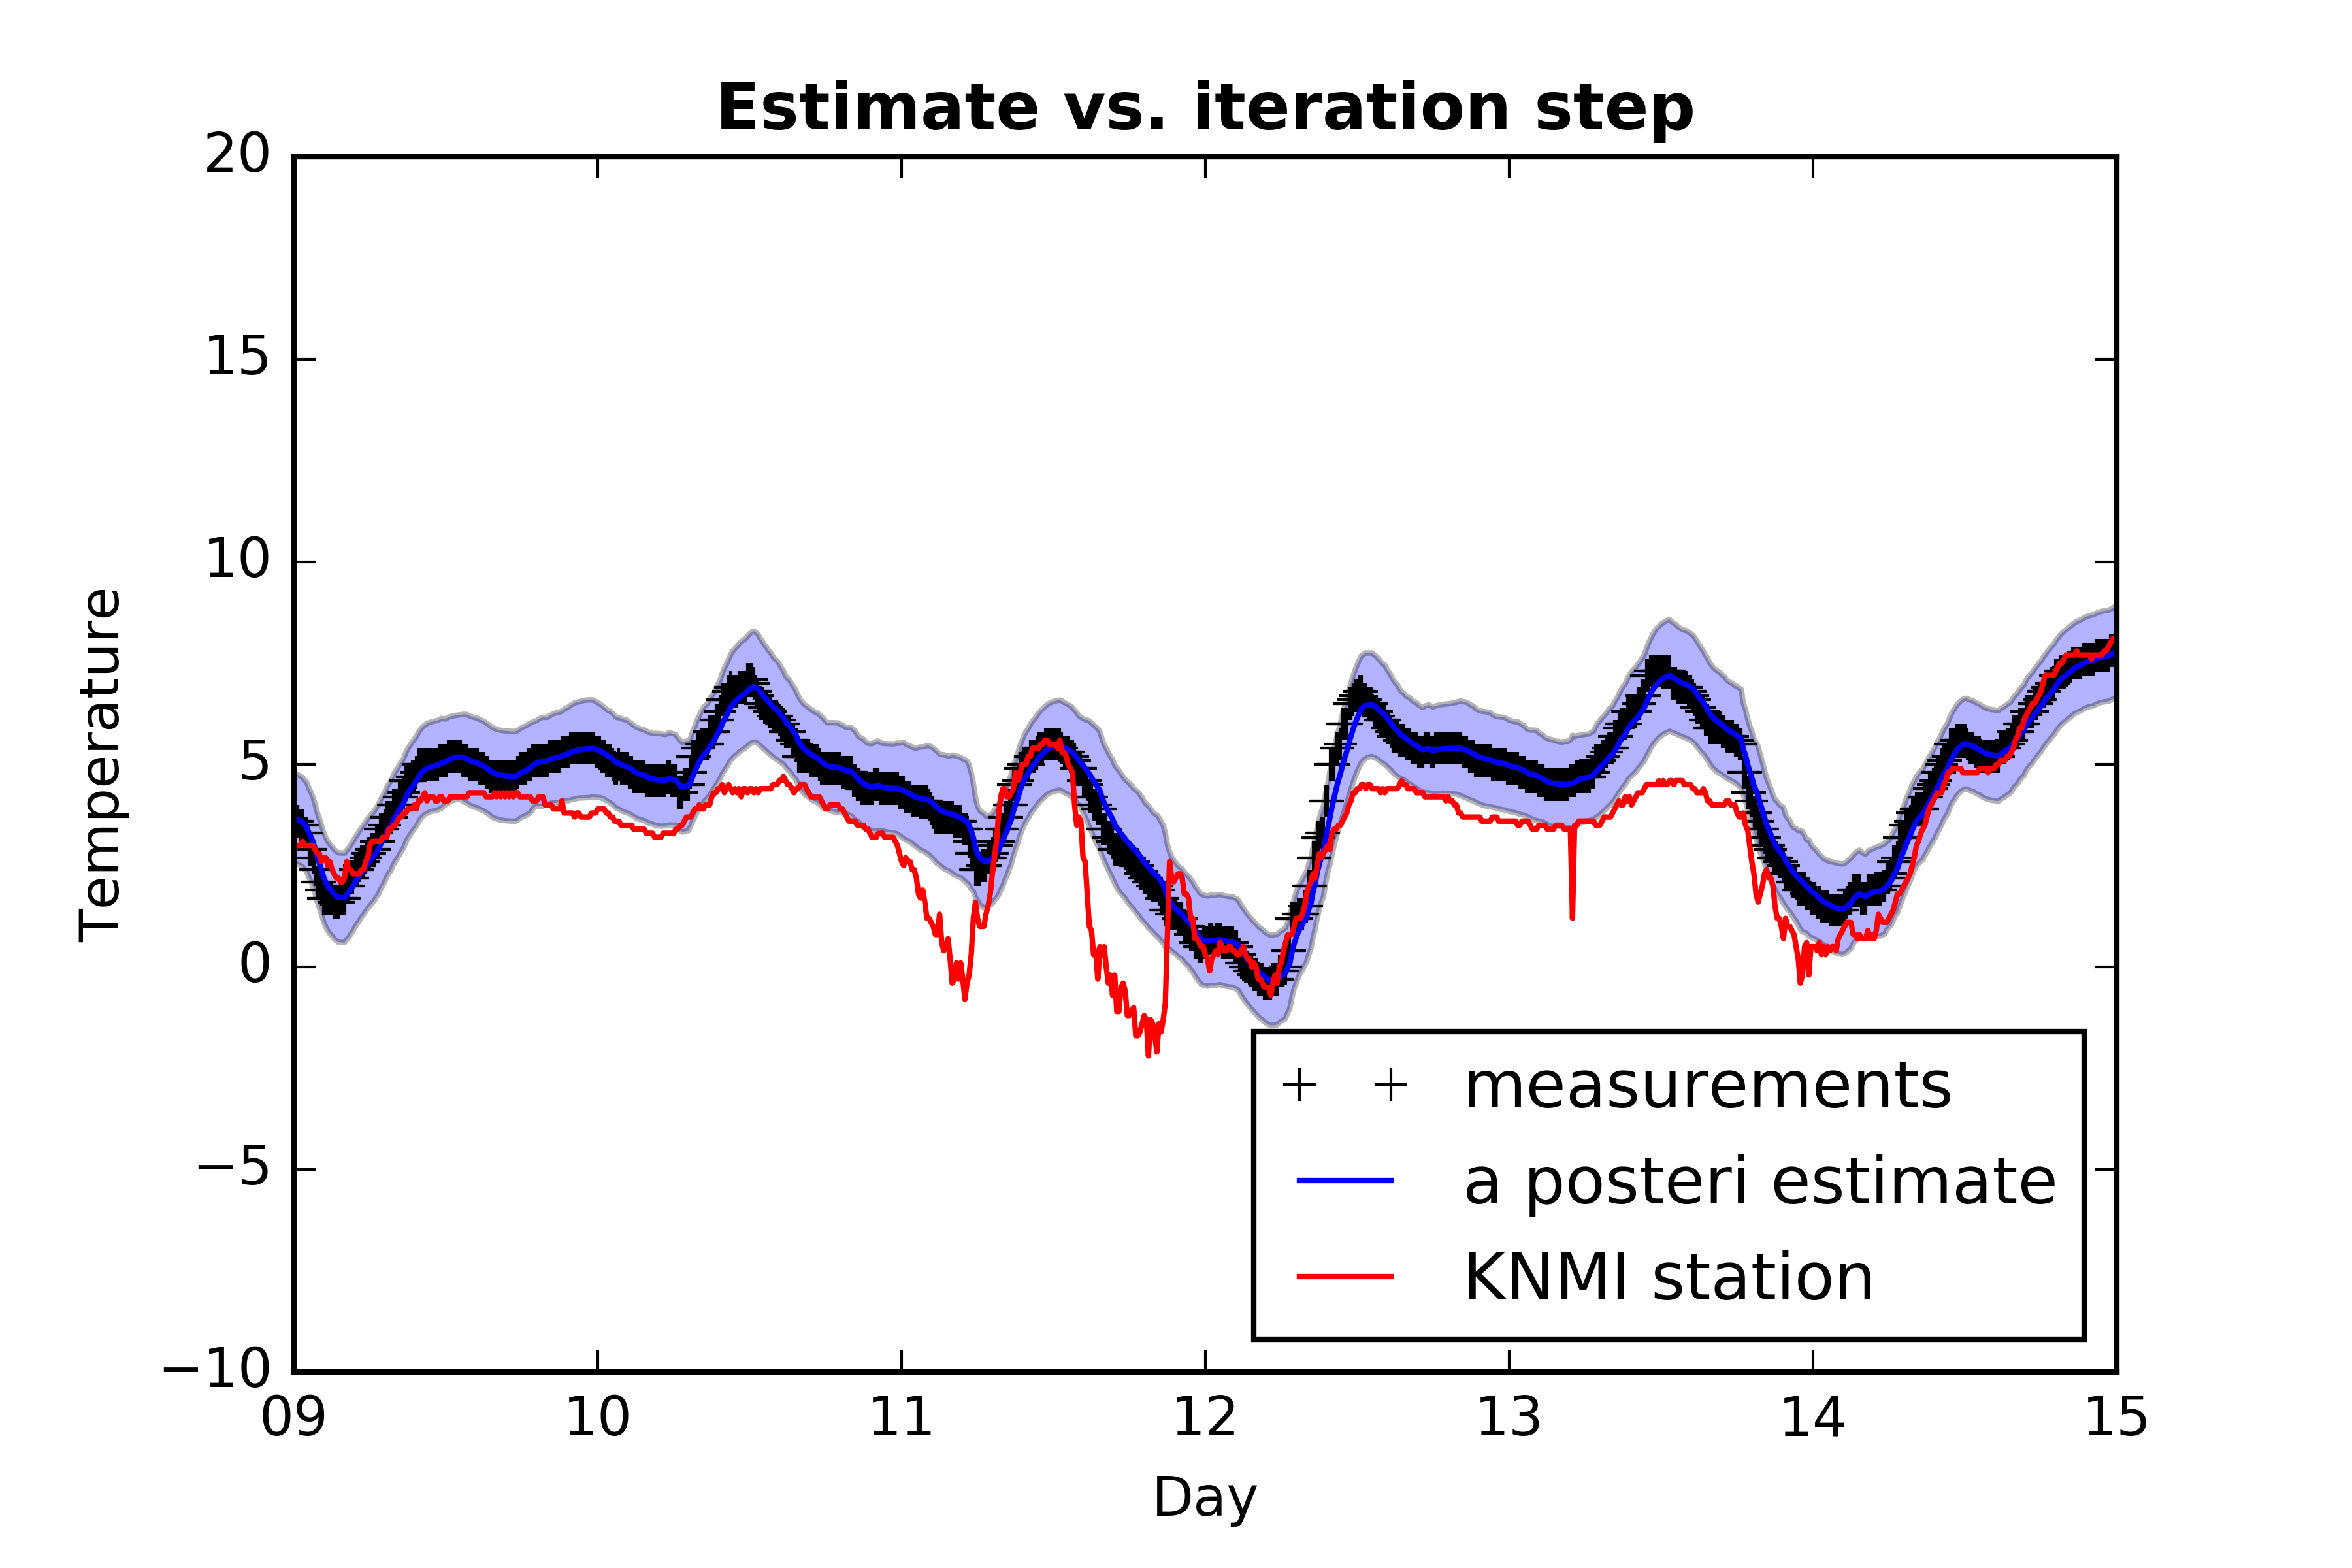 Estimate vs. iteration step
20
15
10
5
0
−5
−10
Temperature
measurements
a posteri estimate
KNMI station
09 10 11 12 13 14 15
Day